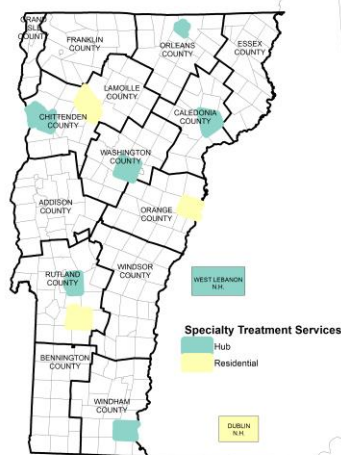 GRAND
ISLE
COUNTY
FRANKLIN
COUNTY
ORLEANS
COUNTY
ESSEX
COUNTY
LAMOILLE
COUNTY
CHITTENDEN
COUNTY
CALEDONIA
COUNTY
WASHINGTON
COUNTY
ADDISON
COUNTY
ORANGE
COUNTY
RUTLAND
COUNTY
WINDSOR
COUNTY
WEST LEBANON
N.H.
Specialty Treatment Services
Hub
Residential
BENNINGTON
COUNTY
WINDHAM
COUNTY
DUBLIN
N.H.